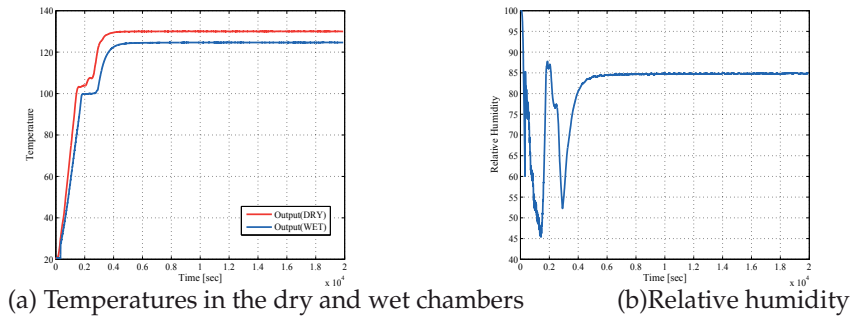 140
120
100
80
60
40
20
Temperature
Output(DRY)
Output(WET)
0 0.2 0.4 0.6 0.8 1 1.2 1.4 1.6 1.8 2
Time [sec]
x 10^4
100
95
90
85
80
75
70
65
60
55
50
45
40
Relative Humidity
0 0.2 0.4 0.6 0.8 1 1.2 1.4 1.6 1.8 2
Time [sec]
x 10^4
(a) Temperatures in the dry and wet chambers
(b)Relative humidity